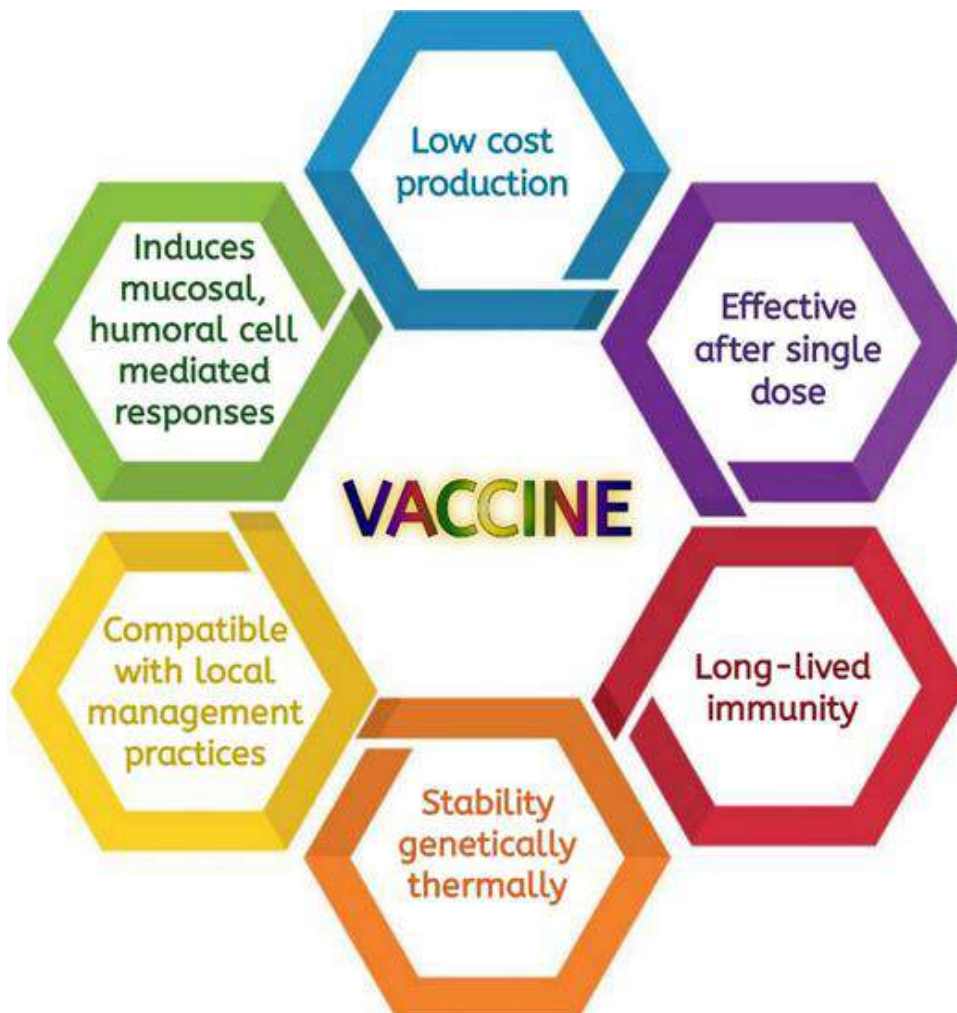 Low cost
production
Effective
after single
dose
Long-lived
immunity
Stability
genetically
thermally
Compatible
with local
management
practices
Induces
mucosal,
humoral cell
mediated
responses
VACCINE